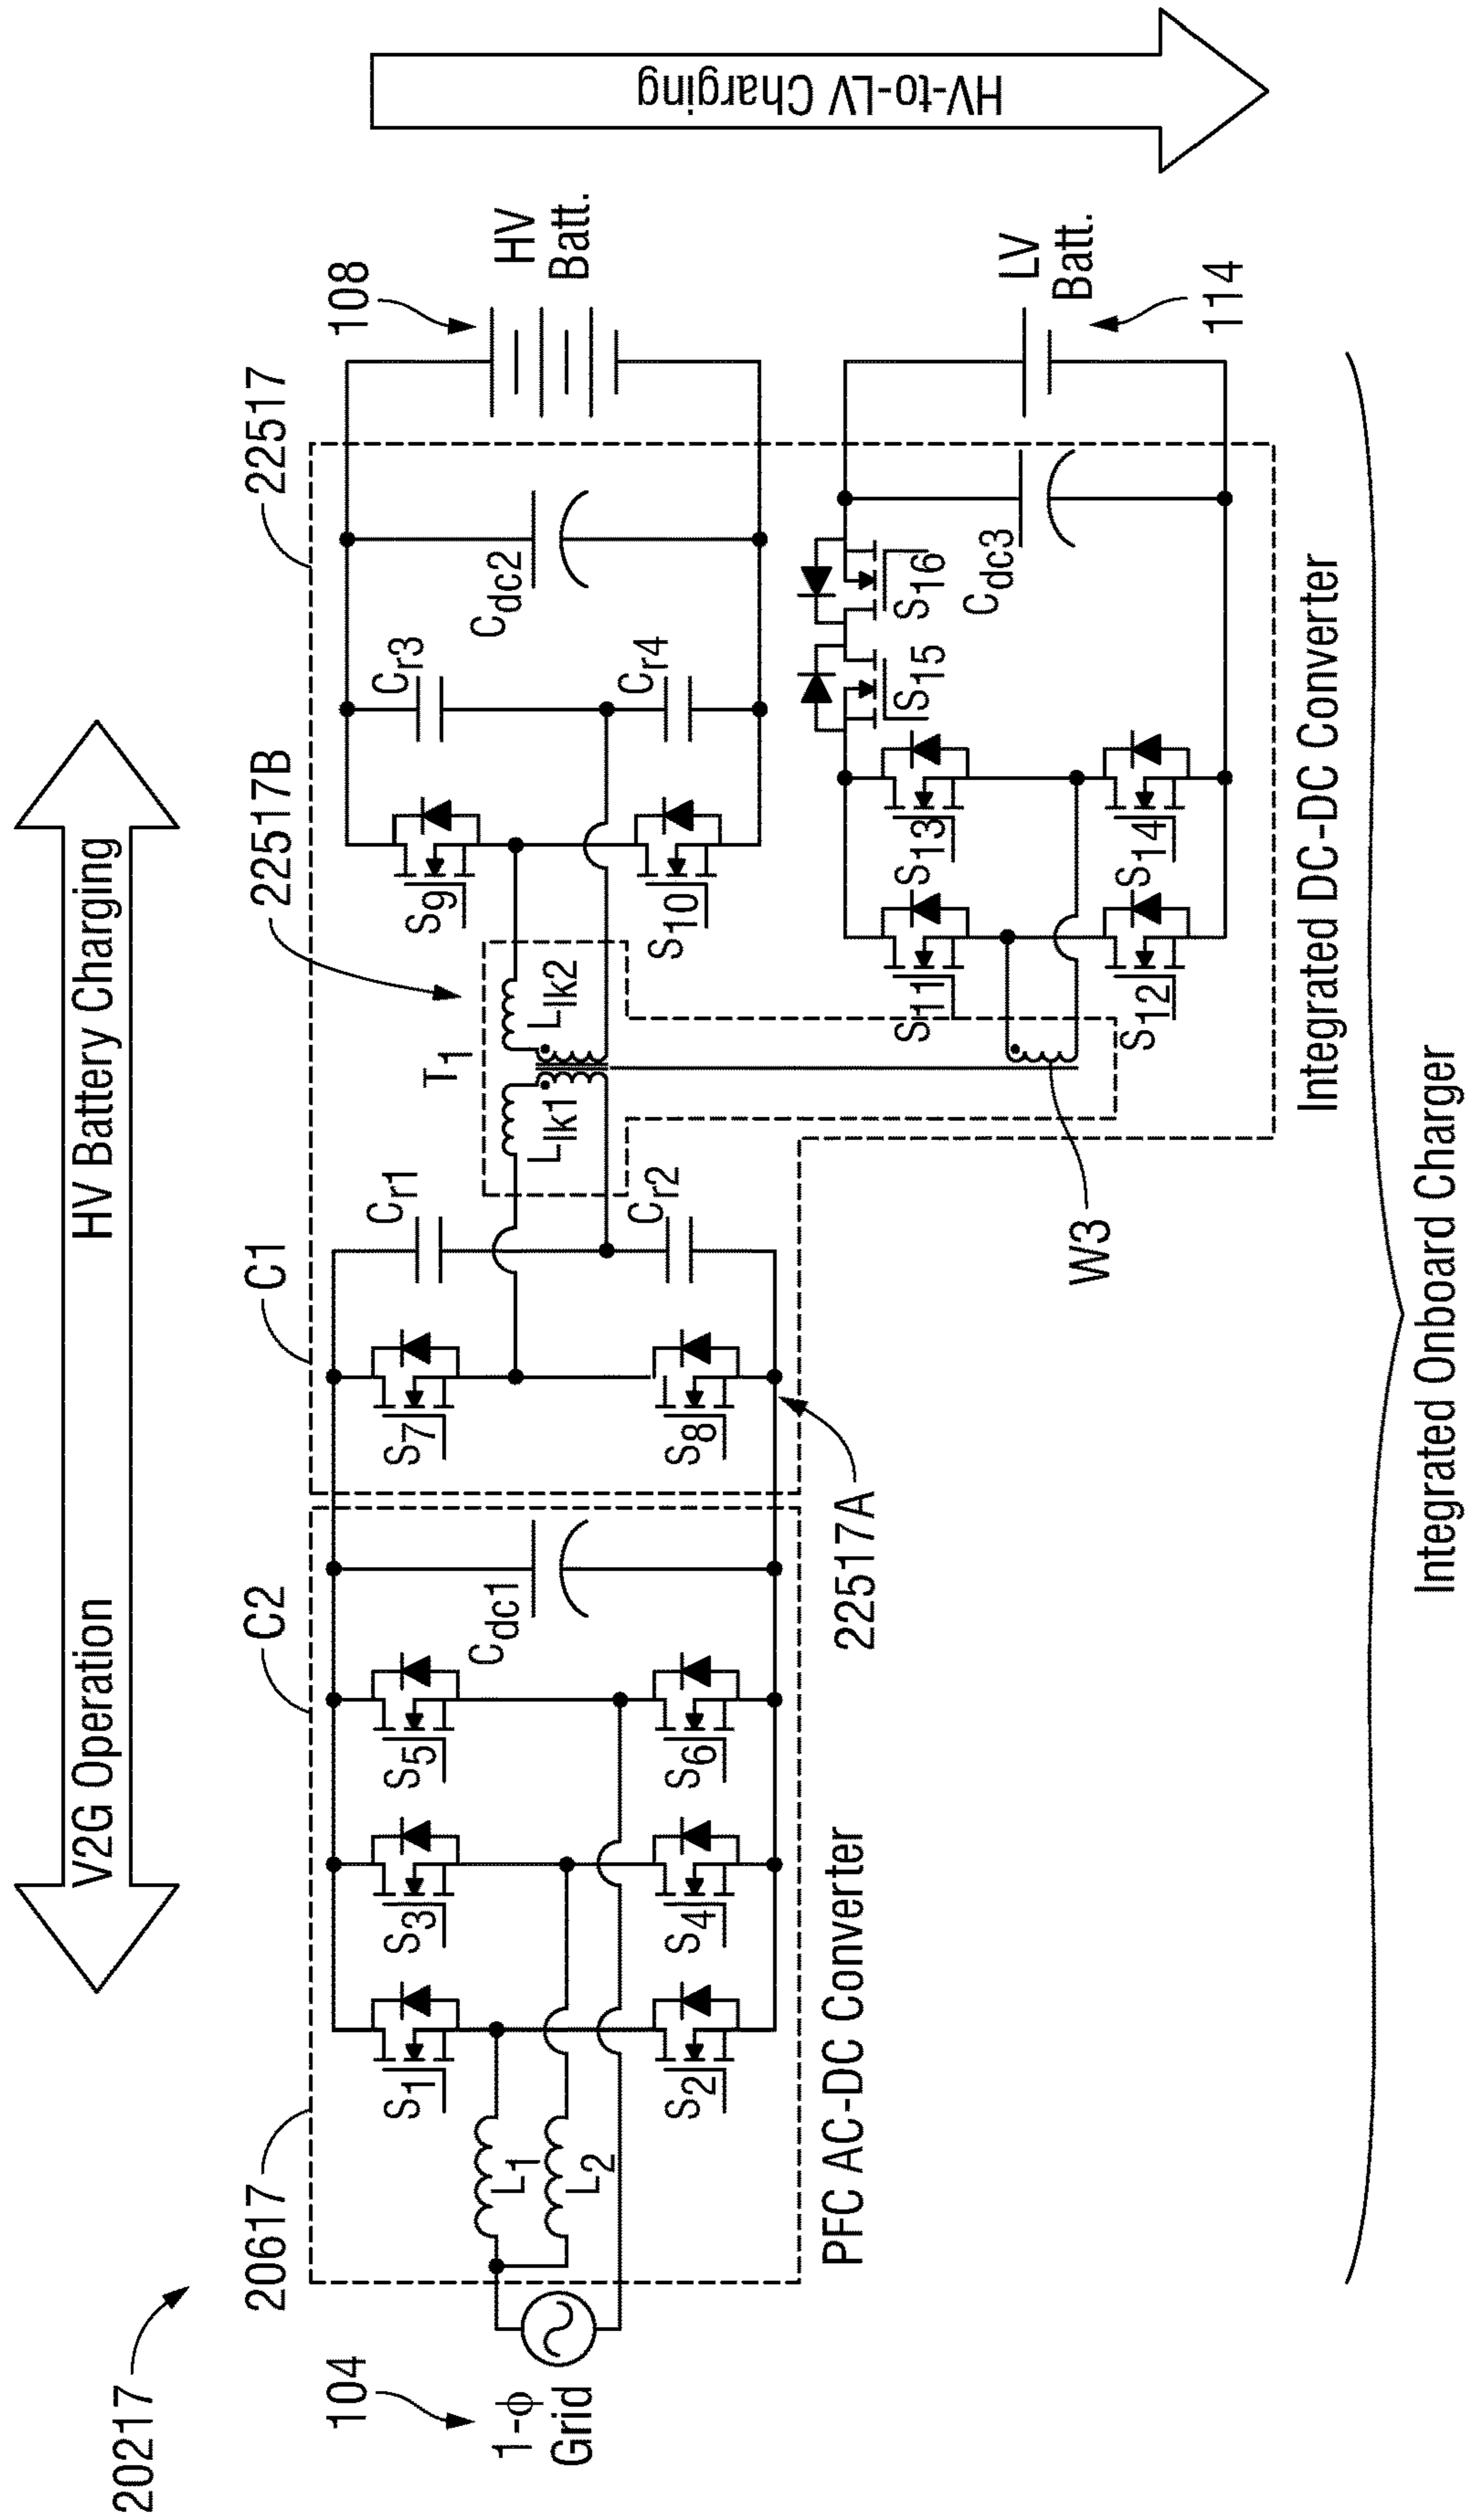 20217
V2G Operation
HV Battery Charging
HV-to-LV Charging
20617
C2
C1
22517B
22517
108
HV
Batt.
104
1-ϕ
Grid
L1
L2
S1
S2
S3
S4
S5
S6
Cdc1
S7
S8
Cr1
Cr2
T1
Llk1
Llk2
S9
S10
Cr3
Cr4
Cdc2
22517A
W3
S11
S12
S13
S14
S15
S16
Cdc3
LV
Batt.
114
PFC AC-DC Converter
Integrated DC-DC Converter
Integrated Onboard Charger